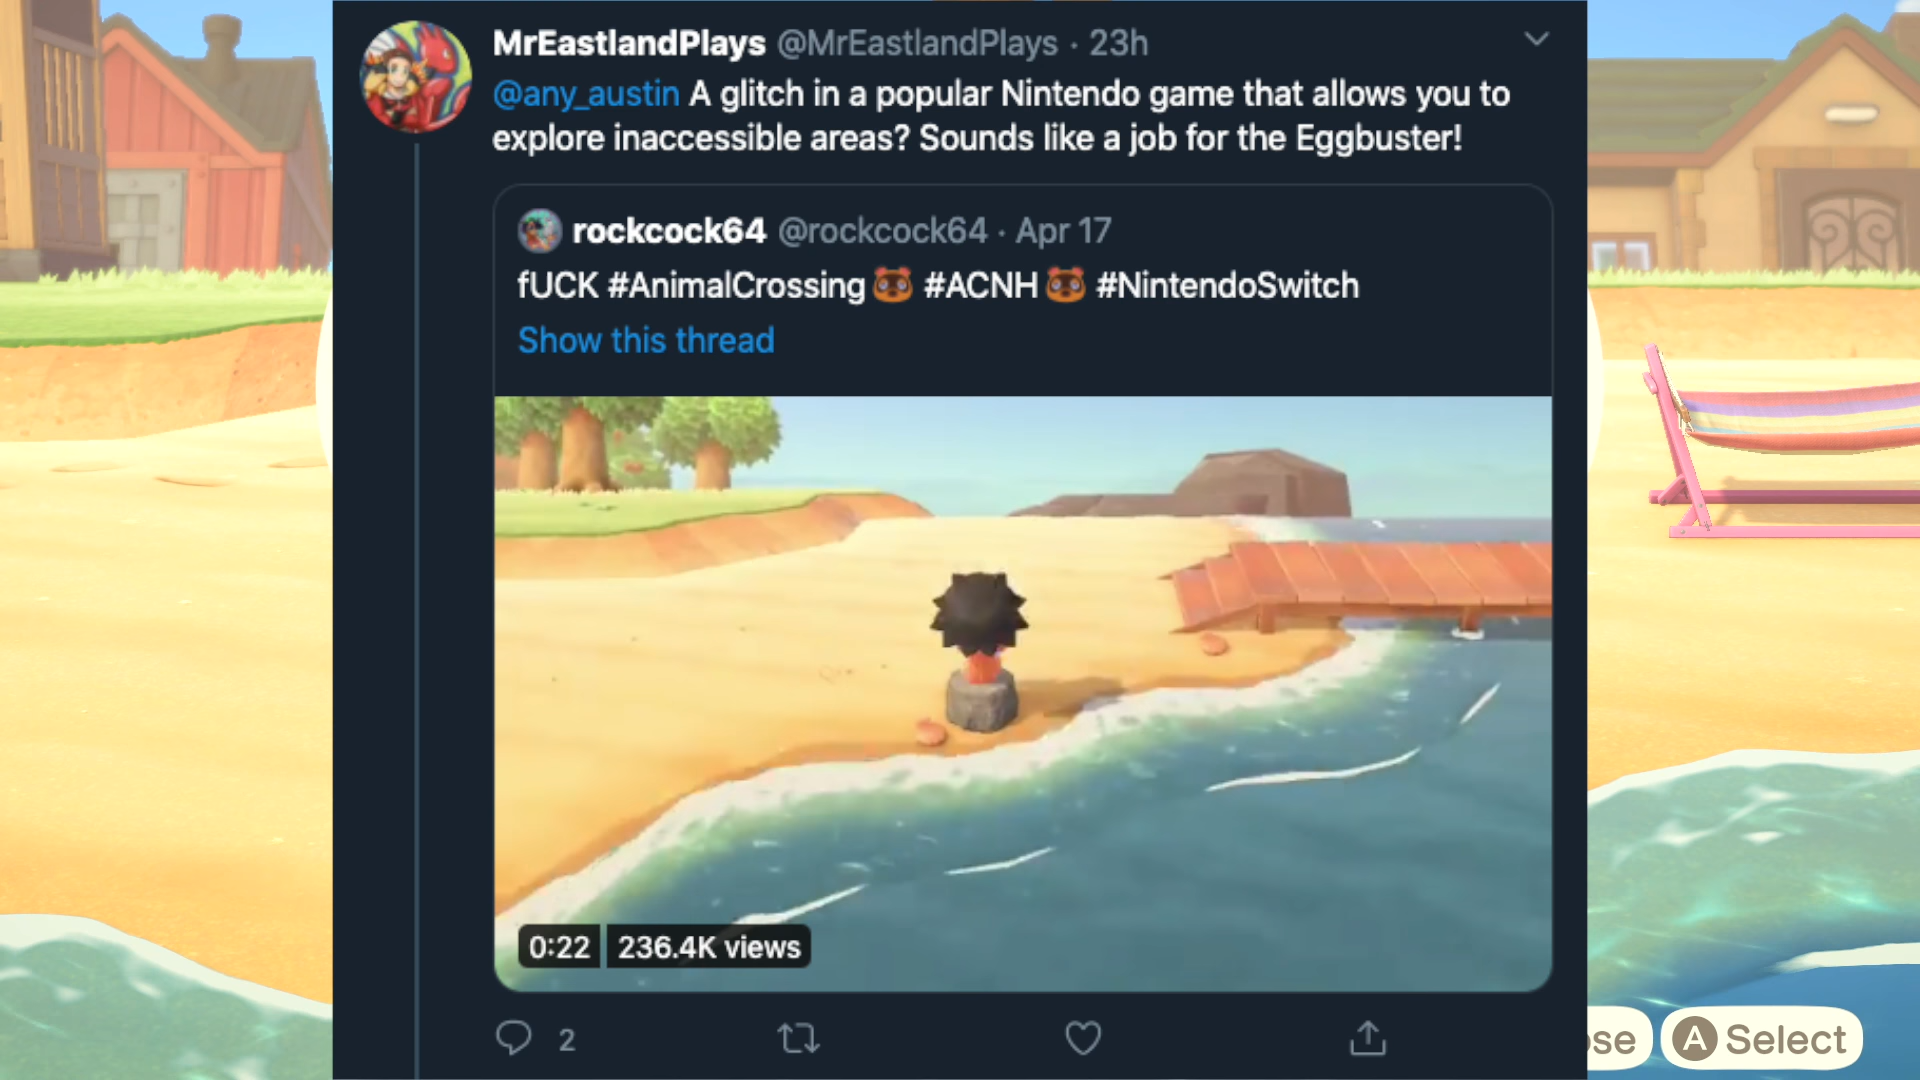 MrEastlandPlays @MrEastlandPlays · 23h
@any_austin A glitch in a popular Nintendo game that allows you to
explore inaccessible areas? Sounds like a job for the Eggbuster!
rockcock64 @rockcock64 · Apr 17
fUCK #AnimalCrossing #ACNH #NintendoSwitch
Show this thread
0:22 236.4K views
2
A Select